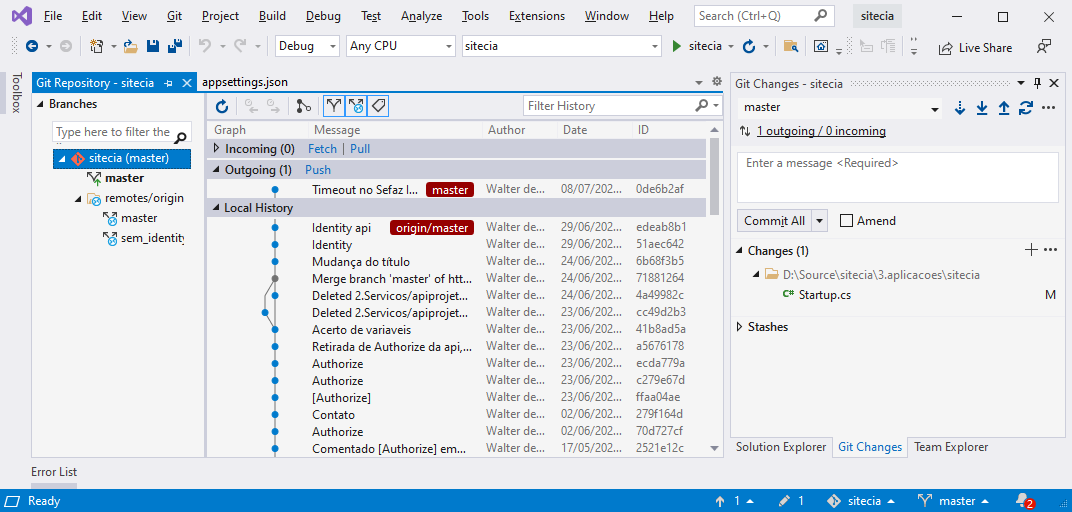 File Edit View Git Project Build Debug Test Analyze Tools Extensions Window Help Search (Ctrl+Q) sitecia
Debug Any CPU sitecia sitecia Live Share
Toolbox
Git Repository - sitecia
Branches
Type here to filter the
sitecia (master)
master
remotes/origin
master
sem_identity
appsettings.json
Filter History
Graph Message Author Date ID
Incoming (0) Fetch | Pull
Outgoing (1) Push
Timeout no Sefaz I... master Walter de... 08/07/202... 0de6b2af
Local History
Identity api origin/master Walter de... 29/06/202... edeab8b1
Identity Walter de... 29/06/202... 51aec642
Mudança do título Walter de... 24/06/202... 6b68f3b5
Merge branch 'master' of htt... Walter de... 24/06/202... 71881264
Deleted 2.Servicos/apiprojet... Walter de... 24/06/202... 4a49982c
Deleted 2.Servicos/apiprojet... Walter de... 23/06/202... cc49d2b3
Acerto de variaveis Walter de... 23/06/202... 41b8ad5a
Retirada de Authorize da api,... Walter de... 23/06/202... a5676178
Authorize Walter de... 23/06/202... ecda779a
Authorize Walter de... 23/06/202... c279e67d
[Authorize] Walter de... 23/06/202... ffaa04ae
Contato Walter de... 02/06/202... 279f164d
Authorize Walter de... 02/06/202... 70d727cf
Comentado [Authorize] em... Walter de... 17/05/202... 2521e12c
Git Changes - sitecia
master
1 outgoing / 0 incoming
Enter a message <Required>
Commit All Amend
Changes (1)
D:\Source\sitecia\3.aplicacoes\sitecia
C# Startup.cs M
Stashes
Solution Explorer Git Changes Team Explorer
Error List
Ready 1 1 sitecia master 2